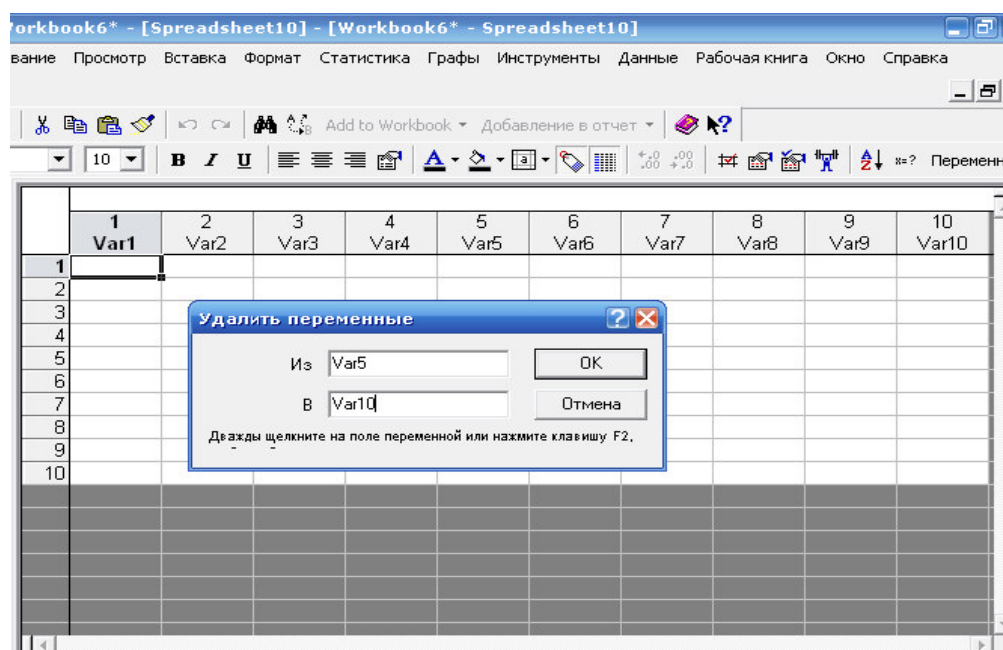 orkbook6* - [Spreadsheet10] - [Workbook6* - Spreadsheet10]
вание Просмотр Вставка Формат Статистика Графы Инструменты Данные Рабочая книга Окно Справка
Add to Workbook Добавление в отчет
10 B I U A a x=? Перемен
1 2 3 4 5 6 7 8 9 10
Var1 Var2 Var3 Var4 Var5 Var6 Var7 Var8 Var9 Var10
1
2
3
4
5
6
7
8
9
10
Удалить переменные
Из Var5 OK
В Var10 Отмена
Дважды щелкните на поле переменной или нажмите клавишу F2,